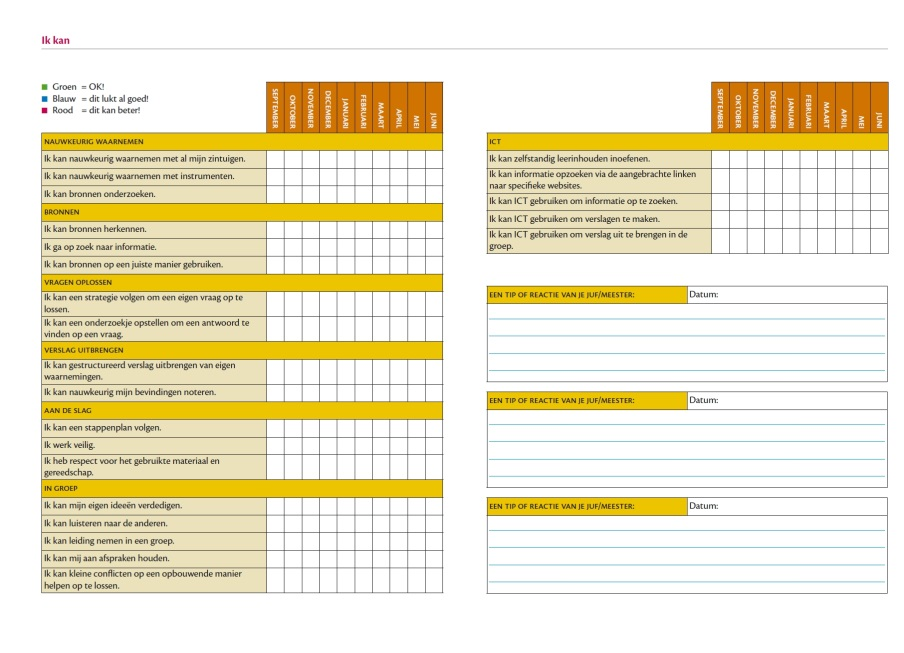 Ik kan
Groen = OK!
Blauw = dit lukt al goed!
Rood = dit kan beter!
SEPTEMBER
OKTOBER
NOVEMBER
DECEMBER
JANUARI
FEBRUARI
MAART
APRIL
MEI
JUNI
NAUWKEURIG WAARNEMEN
Ik kan nauwkeurig waarnemen met al mijn zintuigen.
Ik kan nauwkeurig waarnemen met instrumenten.
Ik kan bronnen onderzoeken.
BRONNEN
Ik kan bronnen herkennen.
Ik ga op zoek naar informatie.
Ik kan bronnen op een juiste manier gebruiken.
VRAGEN OPLOSSEN
Ik kan een strategie volgen om een eigen vraag op te
lossen.
Ik kan een onderzoekje opstellen om een antwoord te
vinden op een vraag.
VERSLAG UITBRENGEN
Ik kan gestructureerd verslag uitbrengen van eigen
waarnemingen.
Ik kan nauwkeurig mijn bevindingen noteren.
AAN DE SLAG
Ik kan een stappenplan volgen.
Ik werk veilig.
Ik heb respect voor het gebruikte materiaal en
gereedschap.
IN GROEP
Ik kan mijn eigen ideeën verdedigen.
Ik kan luisteren naar de anderen.
Ik kan leiding nemen in een groep.
Ik kan mij aan afspraken houden.
Ik kan kleine conflicten op een opbouwende manier
helpen op te lossen.
SEPTEMBER
OKTOBER
NOVEMBER
DECEMBER
JANUARI
FEBRUARI
MAART
APRIL
MEI
JUNI
ICT
Ik kan zelfstandig leerinhouden inoefenen.
Ik kan informatie opzoeken via de aangebrachte linken
naar specifieke websites.
Ik kan ICT gebruiken om informatie op te zoeken.
Ik kan ICT gebruiken om verslagen te maken.
Ik kan ICT gebruiken om verslag uit te brengen in de
groep.
EEN TIP OF REACTIE VAN JE JUF/MEESTER: Datum:
EEN TIP OF REACTIE VAN JE JUF/MEESTER: Datum:
EEN TIP OF REACTIE VAN JE JUF/MEESTER: Datum: